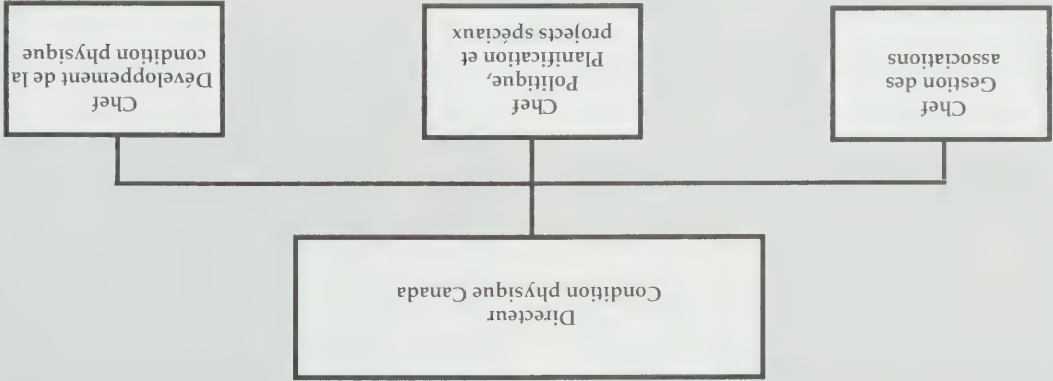 Directeur
Condition physique Canada
Chef
Gestion des
associations
Chef
Politique,
Planification et
projects spéciaux
Chef
Développement de la
condition physique